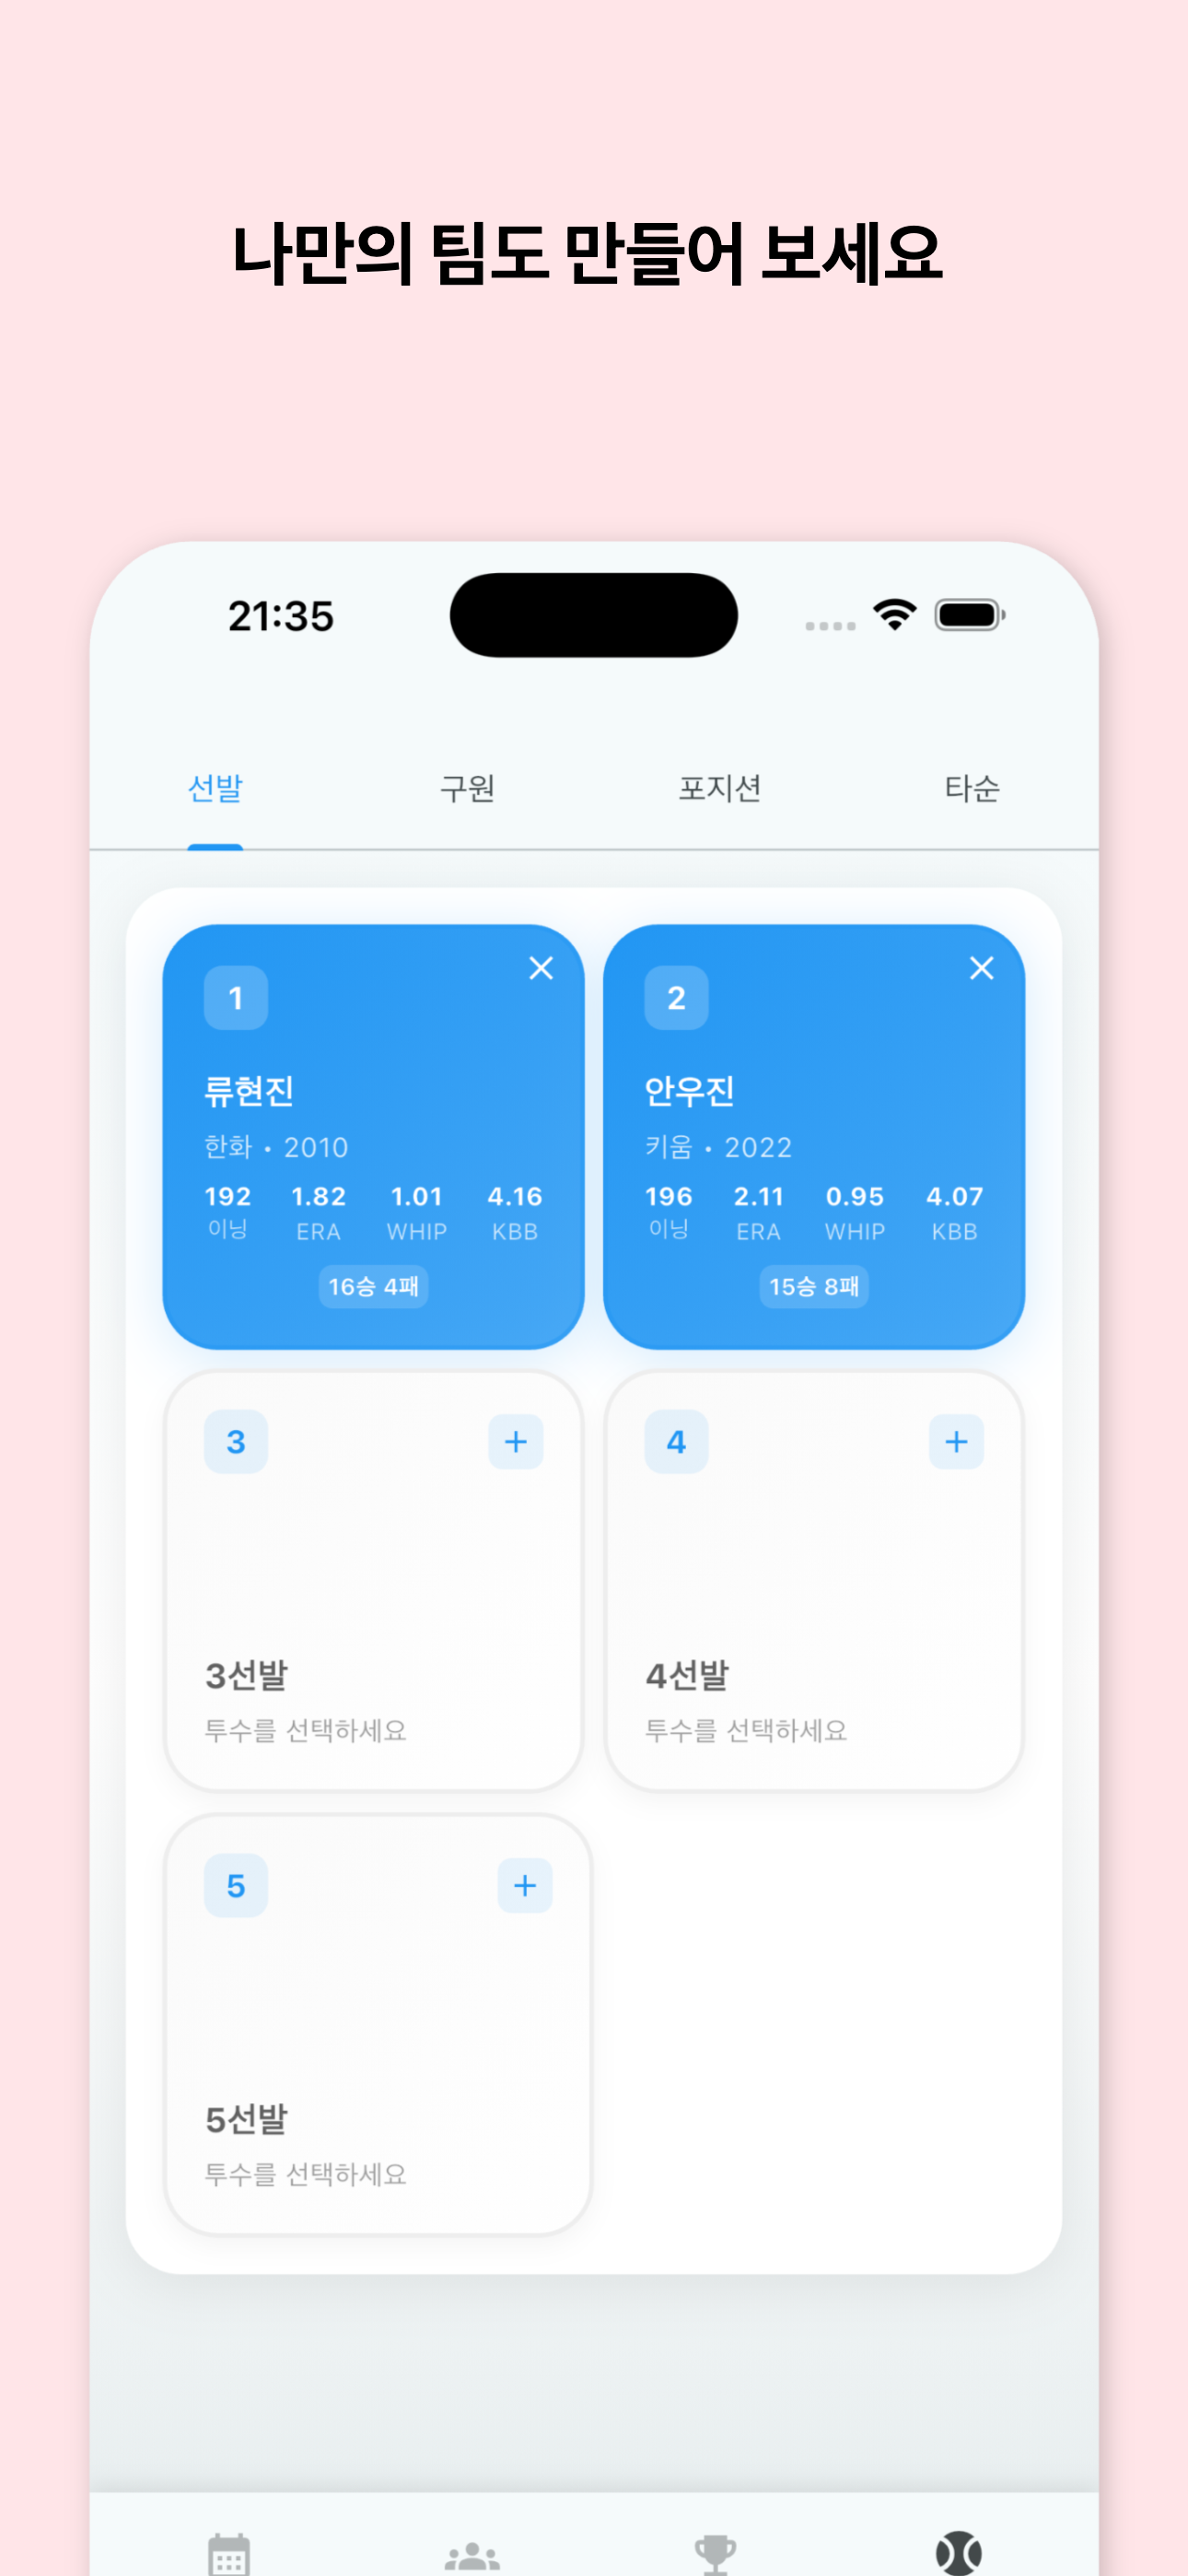 나만의 팀도 만들어 보세요
21:35
선발 구원 포지션 타순
1 2
류현진 안우진
한화 • 2010 키움 • 2022
192 1.82 1.01 4.16 196 2.11 0.95 4.07
이닝 ERA WHIP KBB 이닝 ERA WHIP KBB
16승 4패 15승 8패
3 + 4 +
3선발 4선발
투수를 선택하세요 투수를 선택하세요
5 +
5선발
투수를 선택하세요